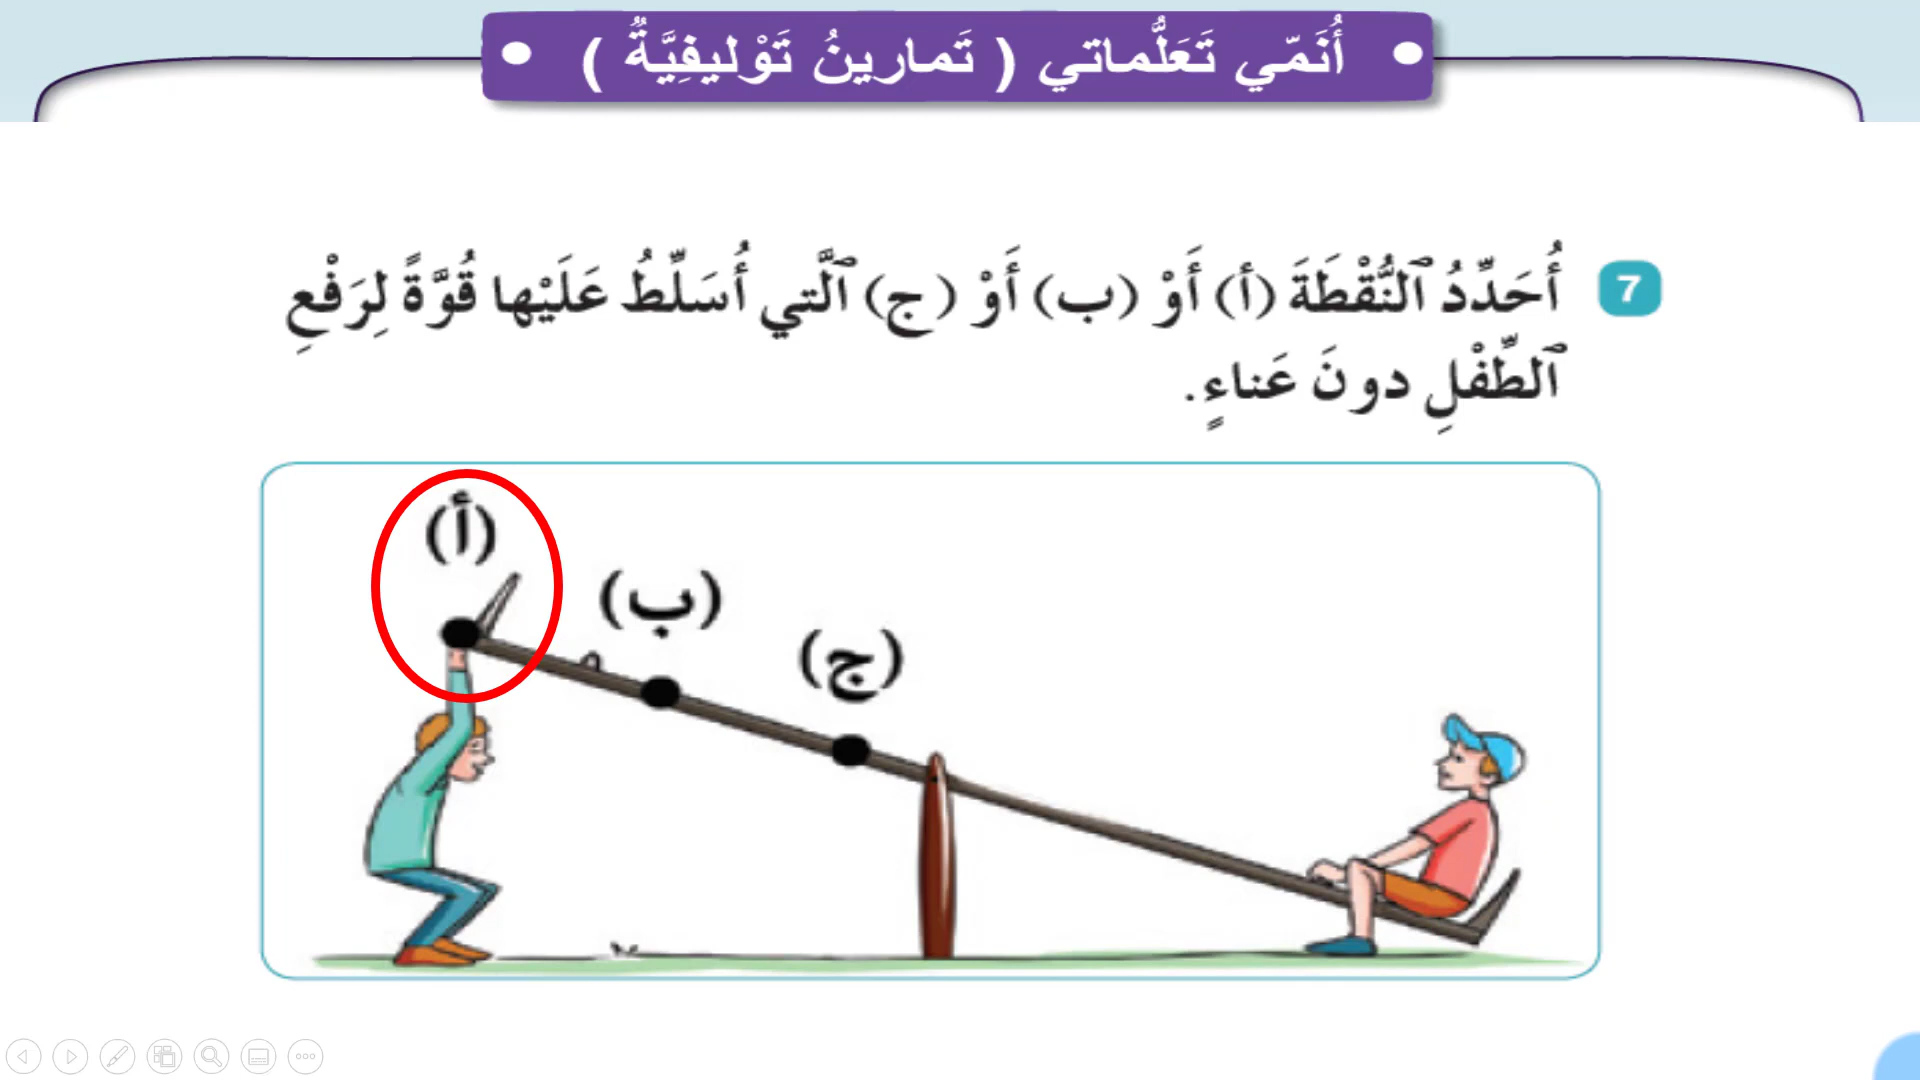 • أُنَمّي تَعَلُّماتي ( تَمارينُ تَوْليفِيَّةٌ ) •
7 أُحَدِّدُ ٱلنُّقْطَةَ (أ) أَوْ (ب) أَوْ (ج) ٱلَّتي أُسَلِّطُ عَلَيْها قُوَّةً لِرَفْعِ
ٱلطِّفْلِ دونَ عَناءٍ.
(أ)
(ب)
(ج)